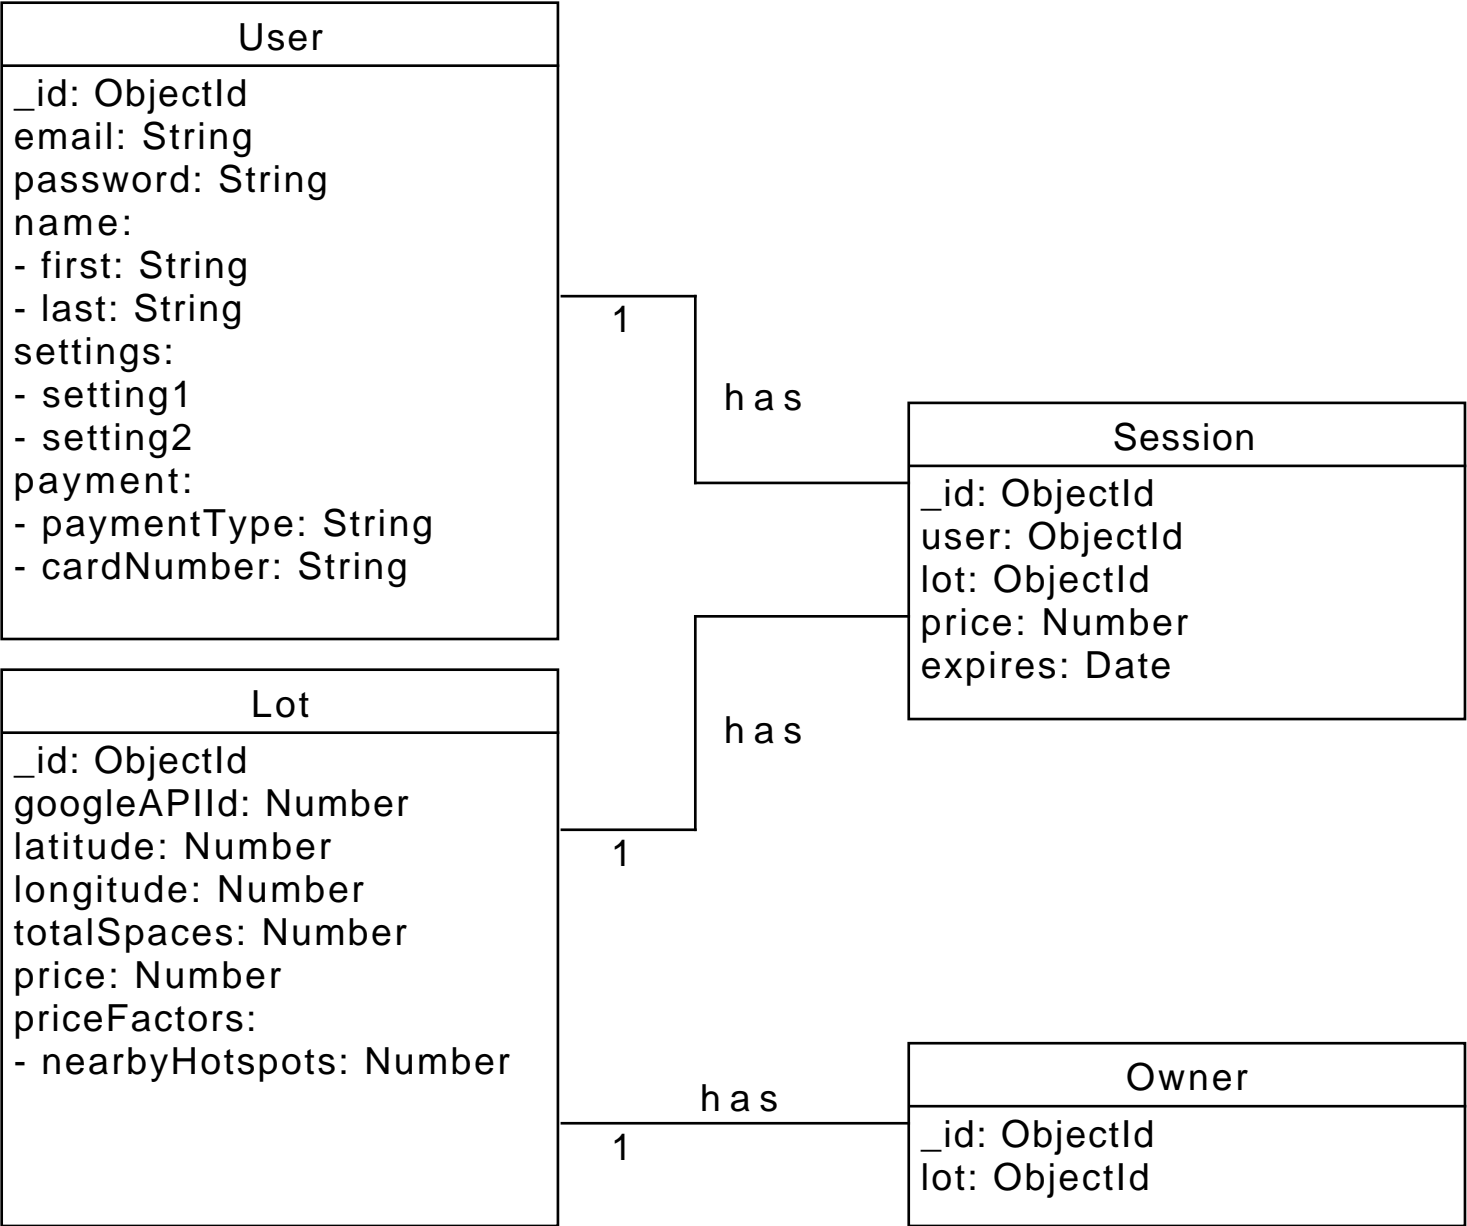 User
_id: ObjectId
email: String
password: String
name:
- first: String
- last: String
settings:
- setting1
- setting2
payment:
- paymentType: String
- cardNumber: String
1
has
Session
_id: ObjectId
user: ObjectId
lot: ObjectId
price: Number
expires: Date
has
1
Lot
_id: ObjectId
googleAPIId: Number
latitude: Number
longitude: Number
totalSpaces: Number
price: Number
priceFactors:
- nearbyHotspots: Number
has
1
Owner
_id: ObjectId
lot: ObjectId